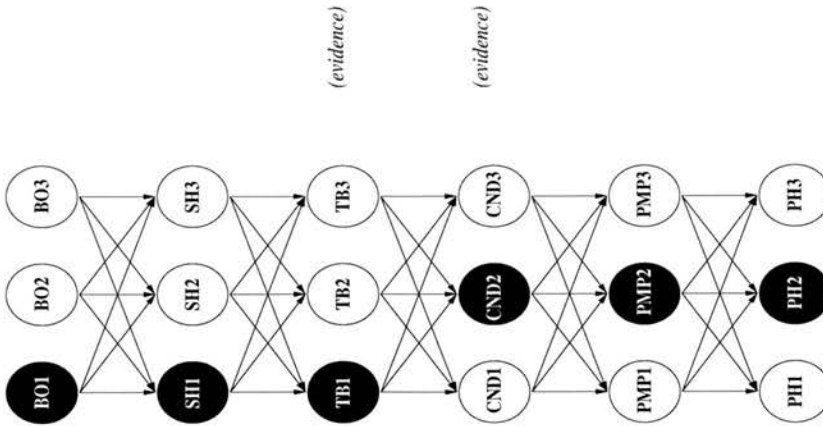 BO1 BO2 BO3
SH1 SH2 SH3
TB1 TB2 TB3 (evidence)
CND1 CND2 CND3 (evidence)
PMP1 PMP2 PMP3
PH1 PH2 PH3